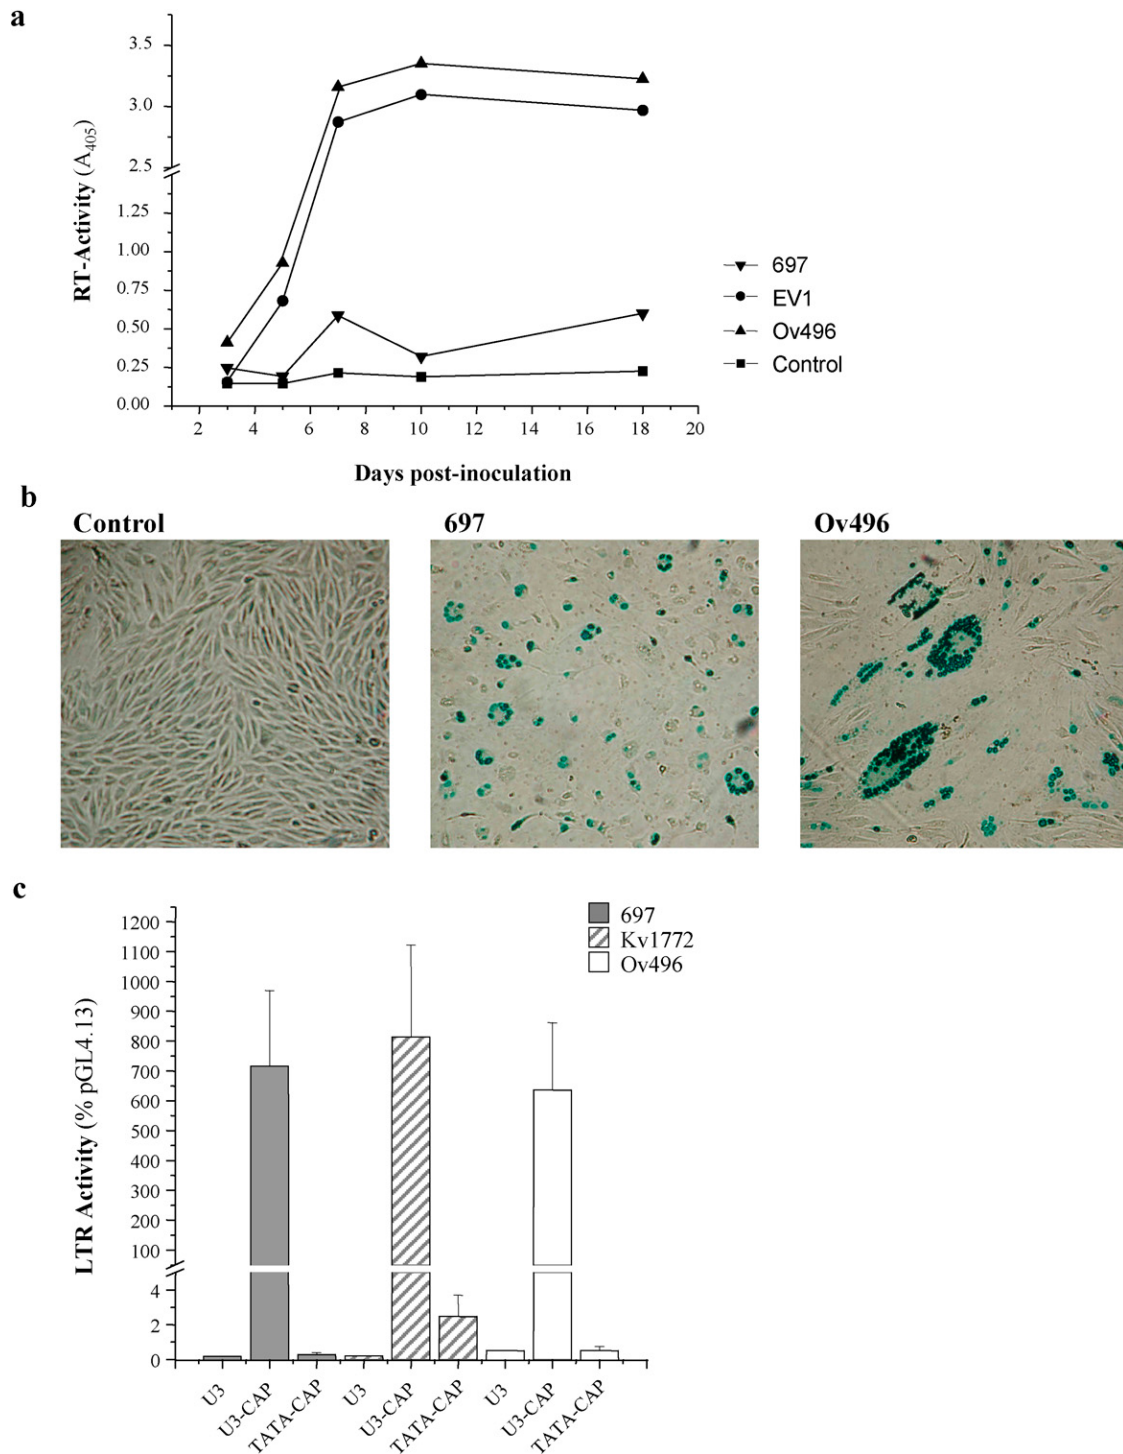 a
RT-Activity (A405)
3.5
3.0
2.5
1.25
1.00
0.75
0.50
0.25
0.00
2 4 6 8 10 12 14 16 18 20
Days post-inoculation
697
EV1
Ov496
Control
b
Control
697
Ov496
c
LTR Activity (% pGL4.13)
1200
1100
1000
900
800
700
600
500
400
300
200
100
4
2
0
697
Kv1772
Ov496
U3
U3-CAP
TATA-CAP
U3
U3-CAP
TATA-CAP
U3
U3-CAP
TATA-CAP